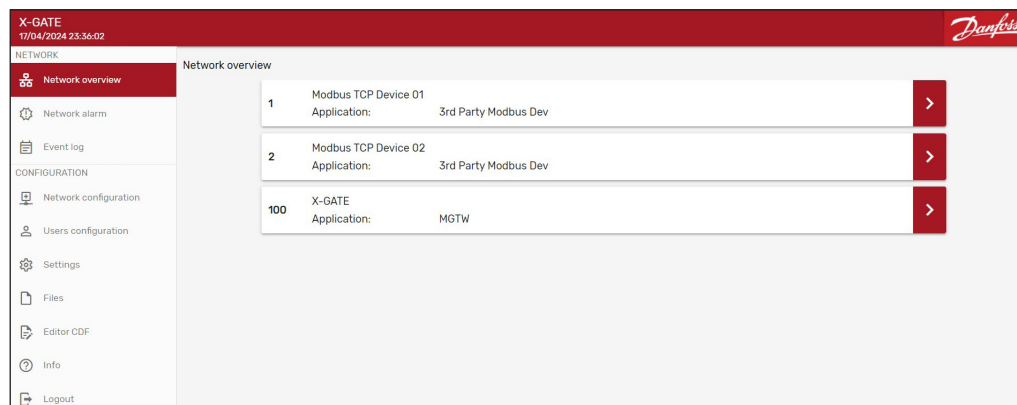 X-GATE
17/04/2024 23:36:02
Danfoss
NETWORK
Network overview
Network alarm
Event log
CONFIGURATION
Network configuration
Users configuration
Settings
Files
Editor CDF
Info
Logout
Network overview
1 Modbus TCP Device 01
Application: 3rd Party Modbus Dev
2 Modbus TCP Device 02
Application: 3rd Party Modbus Dev
100 X-GATE
Application: MGTW